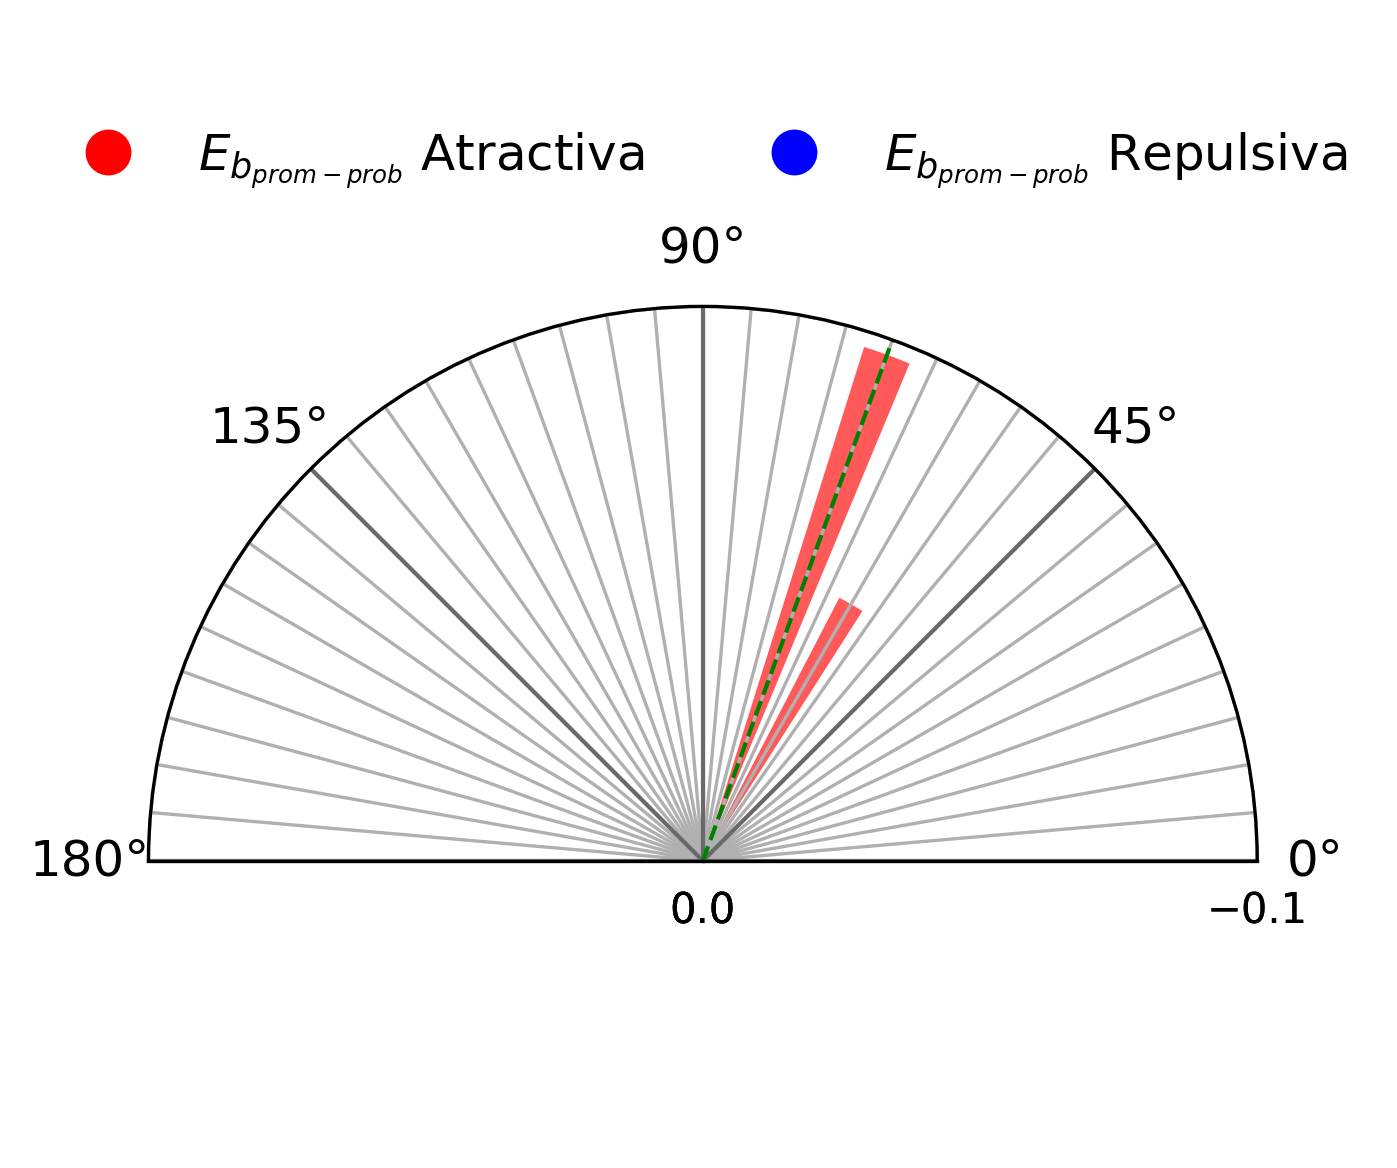 E_{b_{prom-prob}} Atractiva E_{b_{prom-prob}} Repulsiva
90°
135° 45°
180° 0°
0.0 −0.1